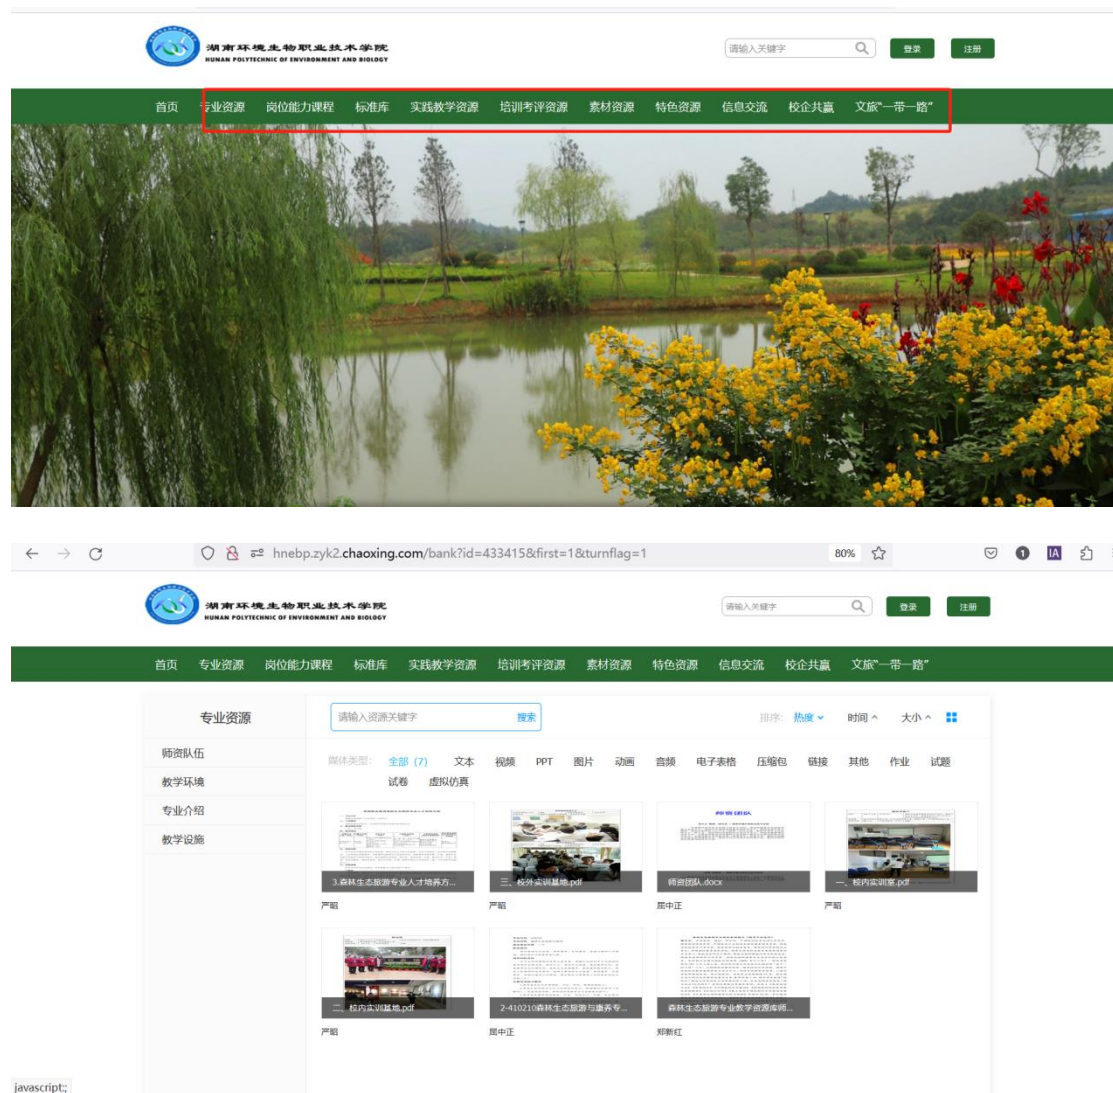 湖南环境生物职业技术学院
HUNAN POLYTECHNIC OF ENVIRONMENT AND BIOLOGY
请输入关键字
登录 注册
首页 专业资源 岗位能力课程 标准库 实践教学资源 培训考评资源 素材资源 特色资源 信息交流 校企共赢 文旅“一带一路”
hnebp.zyk2.chaoxing.com/bank?id=433415&first=1&turnflag=1 80%
湖南环境生物职业技术学院
HUNAN POLYTECHNIC OF ENVIRONMENT AND BIOLOGY
请输入关键字
登录 注册
首页 专业资源 岗位能力课程 标准库 实践教学资源 培训考评资源 素材资源 特色资源 信息交流 校企共赢 文旅“一带一路”
专业资源
师资队伍
教学环境
专业介绍
教学设施
请输入资源关键字 搜索 排序: 热度 时间 大小
媒体类型: 全部 (7) 文本 视频 PPT 图片 动画 音频 电子表格 压缩包 链接 其他 作业 试题
试卷 虚拟仿真
师资团队
3.森林生态旅游专业人才培养方... 三、校外实训基地.pdf 师资团队.docx 一、校内实训室.pdf
严昭 严昭 屈中正 严昭
二、校内实训基地.pdf 2-410210森林生态旅游与康养专... 森林生态旅游专业教学资源库师...
严昭 屈中正 郑新红
javascript:;